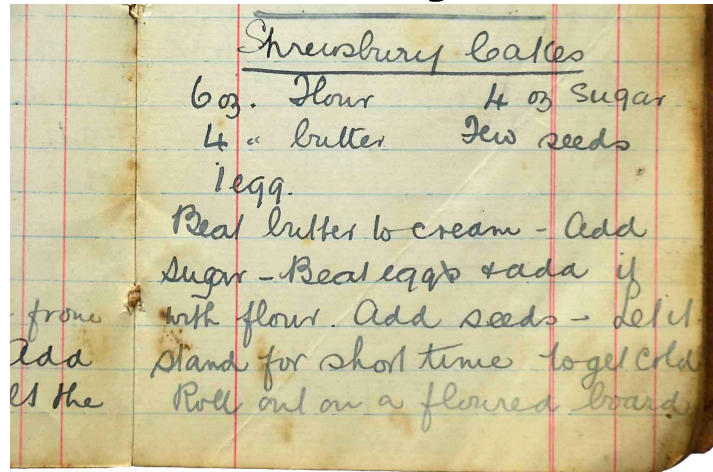 Shrewsbury Cakes
6 oz. Flour 4 oz Sugar
4 " butter Few seeds
1 egg.
Beat butter to cream - Add
sugar - Beat egg & add it
with flour. Add seeds - Let it
stand for short time to get cold
Roll out on a floured board
from
Add
the